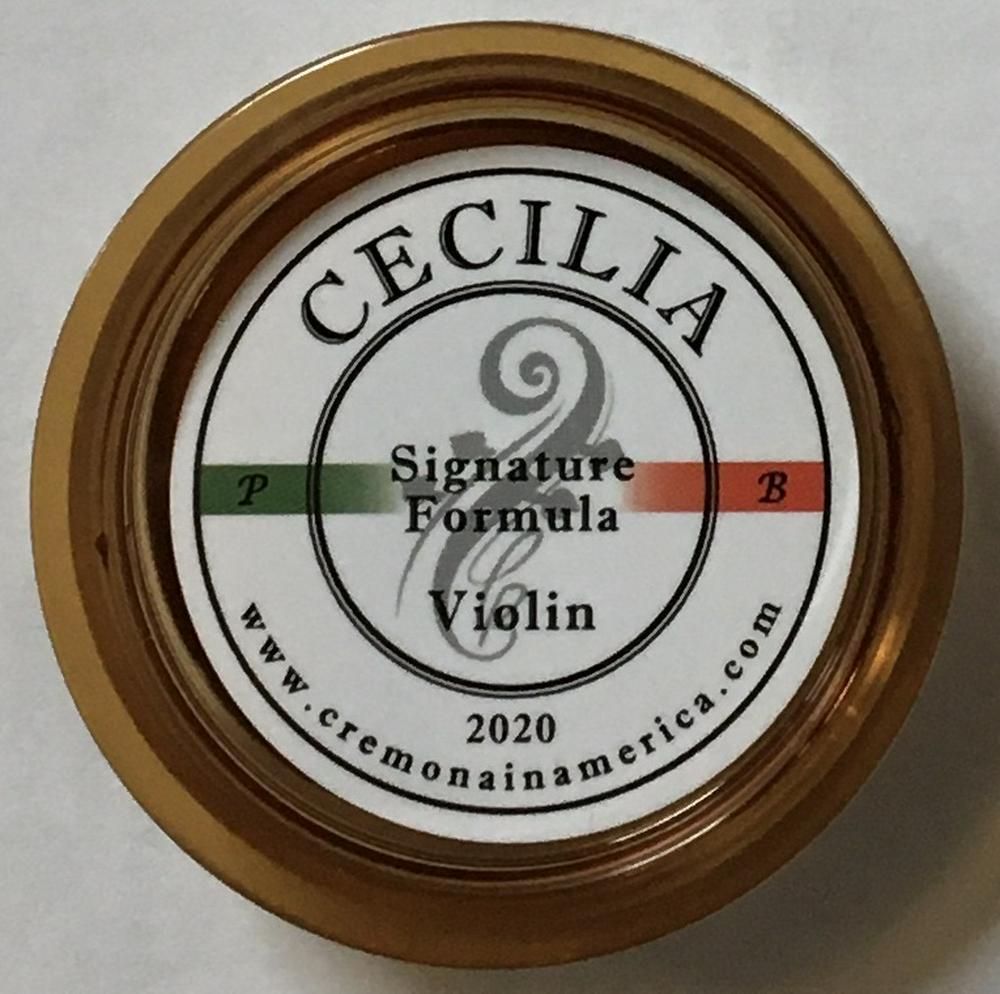 CECILIA
P
Signature
Formula
B
Violin
2020
www.cremonainamerica.com